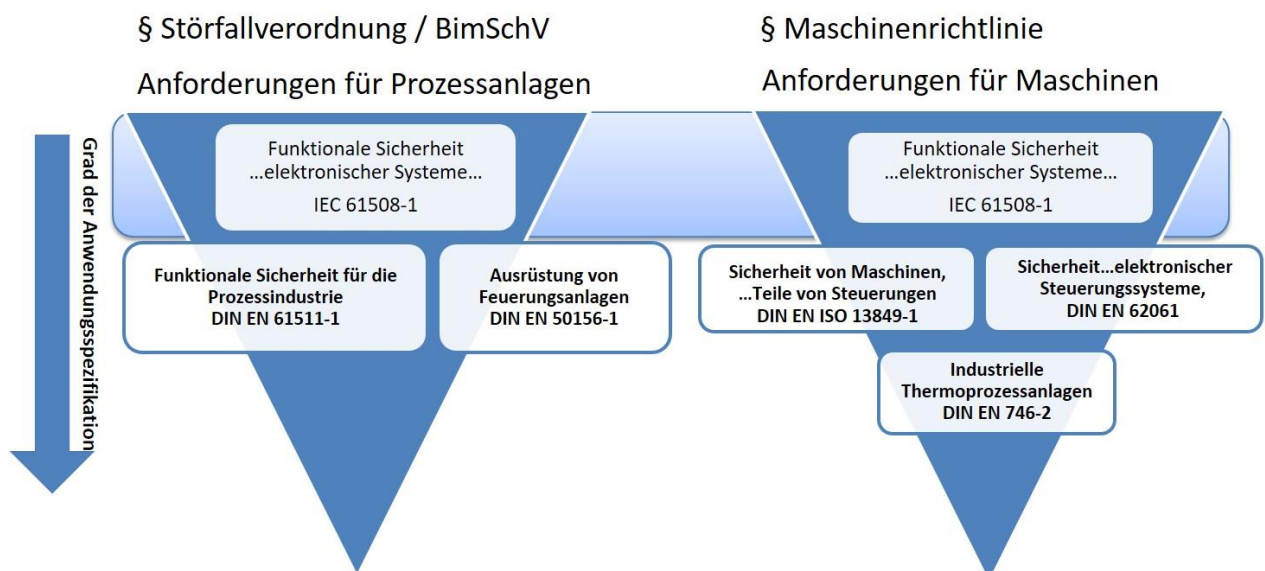 § Störfallverordnung / BimSchV
Anforderungen für Prozessanlagen
§ Maschinenrichtlinie
Anforderungen für Maschinen
Grad der Anwendungsspezifikation
Funktionale Sicherheit
...elektronischer Systeme...
IEC 61508-1
Funktionale Sicherheit
...elektronischer Systeme...
IEC 61508-1
Funktionale Sicherheit für die
Prozessindustrie
DIN EN 61511-1
Ausrüstung von
Feuerungsanlagen
DIN EN 50156-1
Sicherheit von Maschinen,
...Teile von Steuerungen
DIN EN ISO 13849-1
Sicherheit...elektronischer
Steuerungssysteme,
DIN EN 62061
Industrielle
Thermoprozessanlagen
DIN EN 746-2